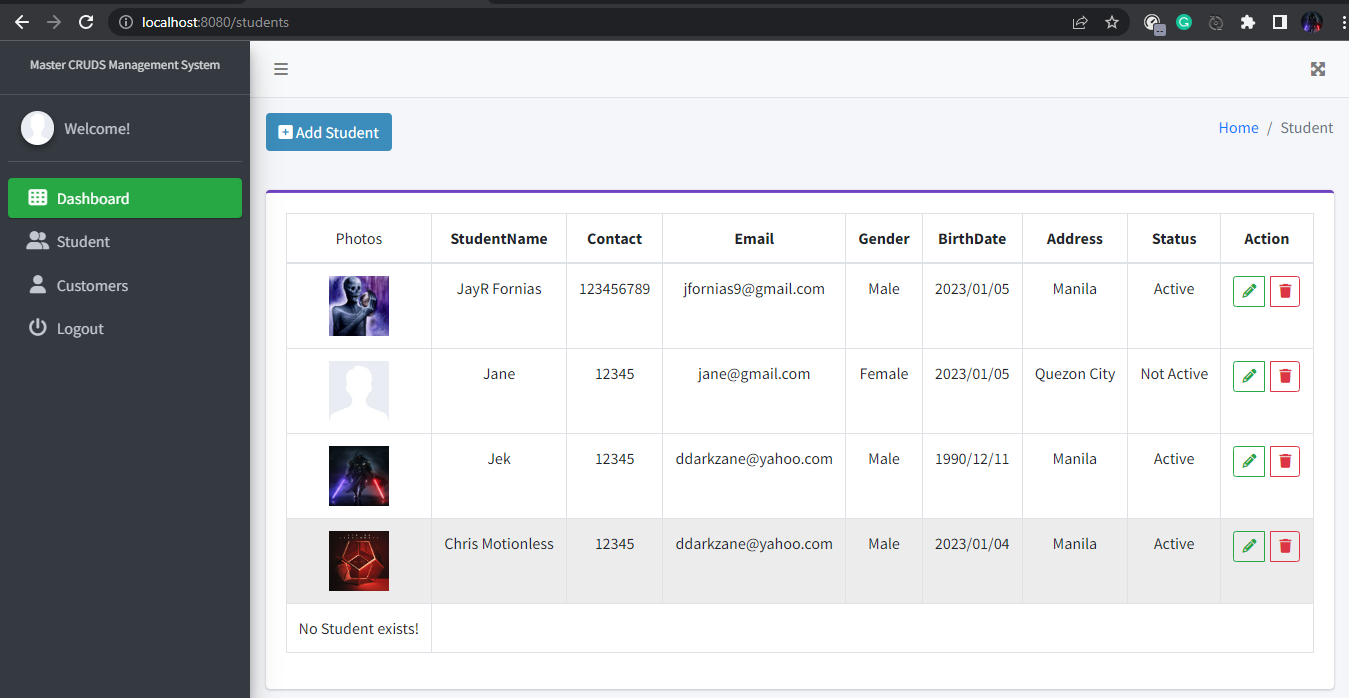 localhost:8080/students
Master CRUDS Management System
Welcome!
Add Student
Home / Student
Dashboard
Student
Customers
Logout
Photos StudentName Contact Email Gender BirthDate Address Status Action
JayR Fornias 123456789 jfornias9@gmail.com Male 2023/01/05 Manila Active
Jane 12345 jane@gmail.com Female 2023/01/05 Quezon City Not Active
Jek 12345 ddarkzane@yahoo.com Male 1990/12/11 Manila Active
Chris Motionless 12345 ddarkzane@yahoo.com Male 2023/01/04 Manila Active
No Student exists!